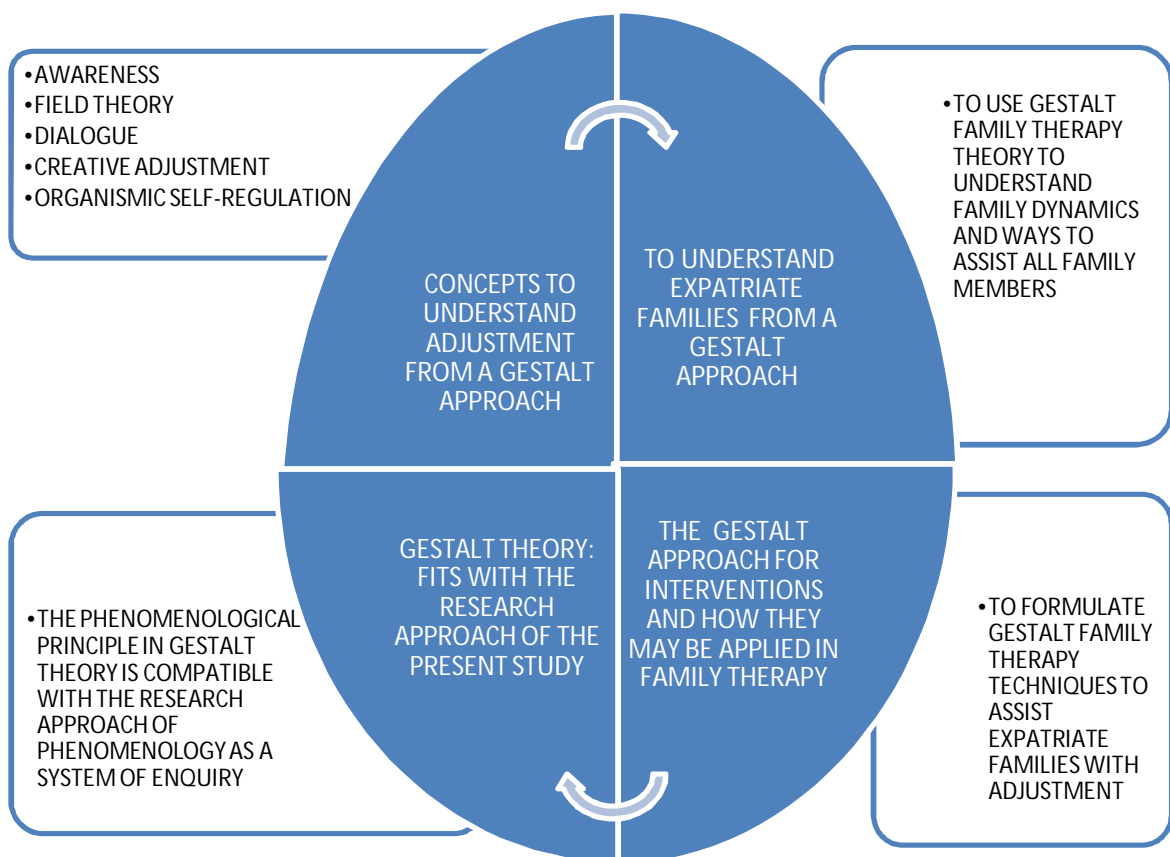 •AWARENESS
•FIELD THEORY
•DIALOGUE
•CREATIVE ADJUSTMENT
•ORGANISMIC SELF-REGULATION
CONCEPTS TO
UNDERSTAND
ADJUSTMENT
FROM A GESTALT
APPROACH
TO UNDERSTAND
EXPATRIATE
FAMILIES FROM A
GESTALT
APPROACH
•TO USE GESTALT
FAMILY THERAPY
THEORY TO
UNDERSTAND
FAMILY DYNAMICS
AND WAYS TO
ASSIST ALL FAMILY
MEMBERS
•THE PHENOMENOLOGICAL
PRINCIPLE IN GESTALT
THEORY IS COMPATIBLE
WITH THE RESEARCH
APPROACH OF
PHENOMENOLOGY AS A
SYSTEM OF ENQUIRY
GESTALT THEORY:
FITS WITH THE
RESEARCH
APPROACH OF THE
PRESENT STUDY
THE GESTALT
APPROACH FOR
INTERVENTIONS
AND HOW THEY
MAY BE APPLIED IN
FAMILY THERAPY
•TO FORMULATE
GESTALT FAMILY
THERAPY
TECHNIQUES TO
ASSIST
EXPATRIATE
FAMILIES WITH
ADJUSTMENT